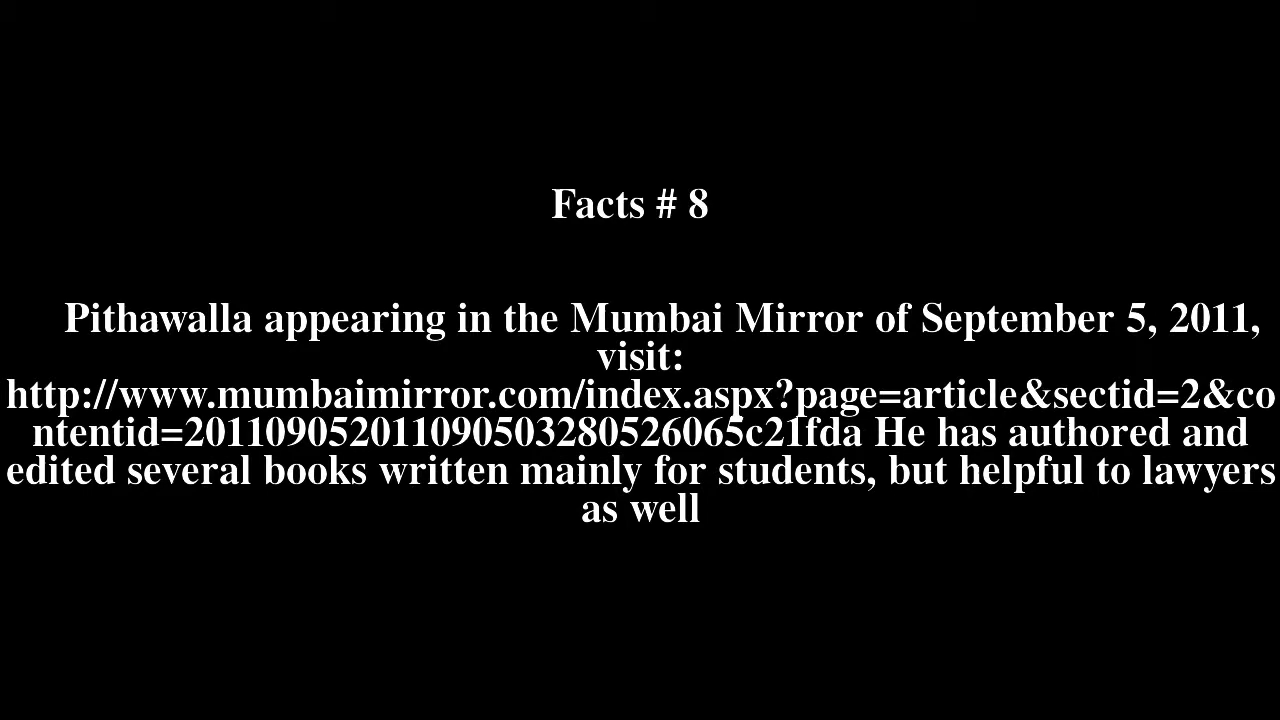 Facts # 8
Pithawalla appearing in the Mumbai Mirror of September 5, 2011,
visit:
http://www.mumbaimirror.com/index.aspx?page=article&sectid=2&co
ntentid=2011090520110905032805260​65c21fda He has authored and
edited several books written mainly for students, but helpful to lawyers
as well